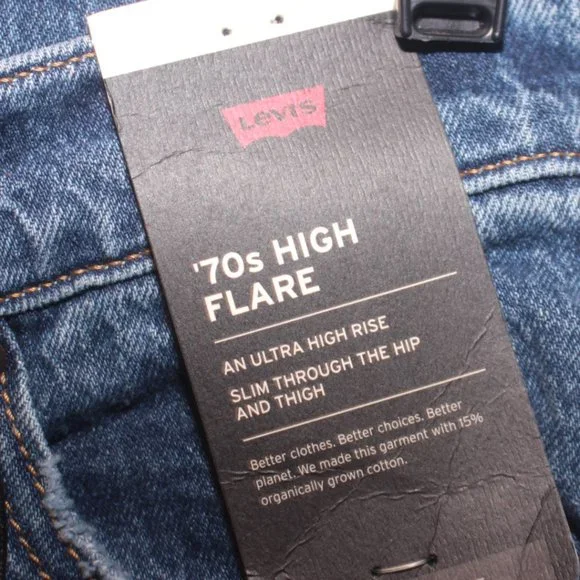 Levi's
'70s HIGH
FLARE
AN ULTRA HIGH RISE
SLIM THROUGH THE HIP
AND THIGH
Better clothes. Better choices. Better
planet. We made this garment with 15%
organically grown cotton.